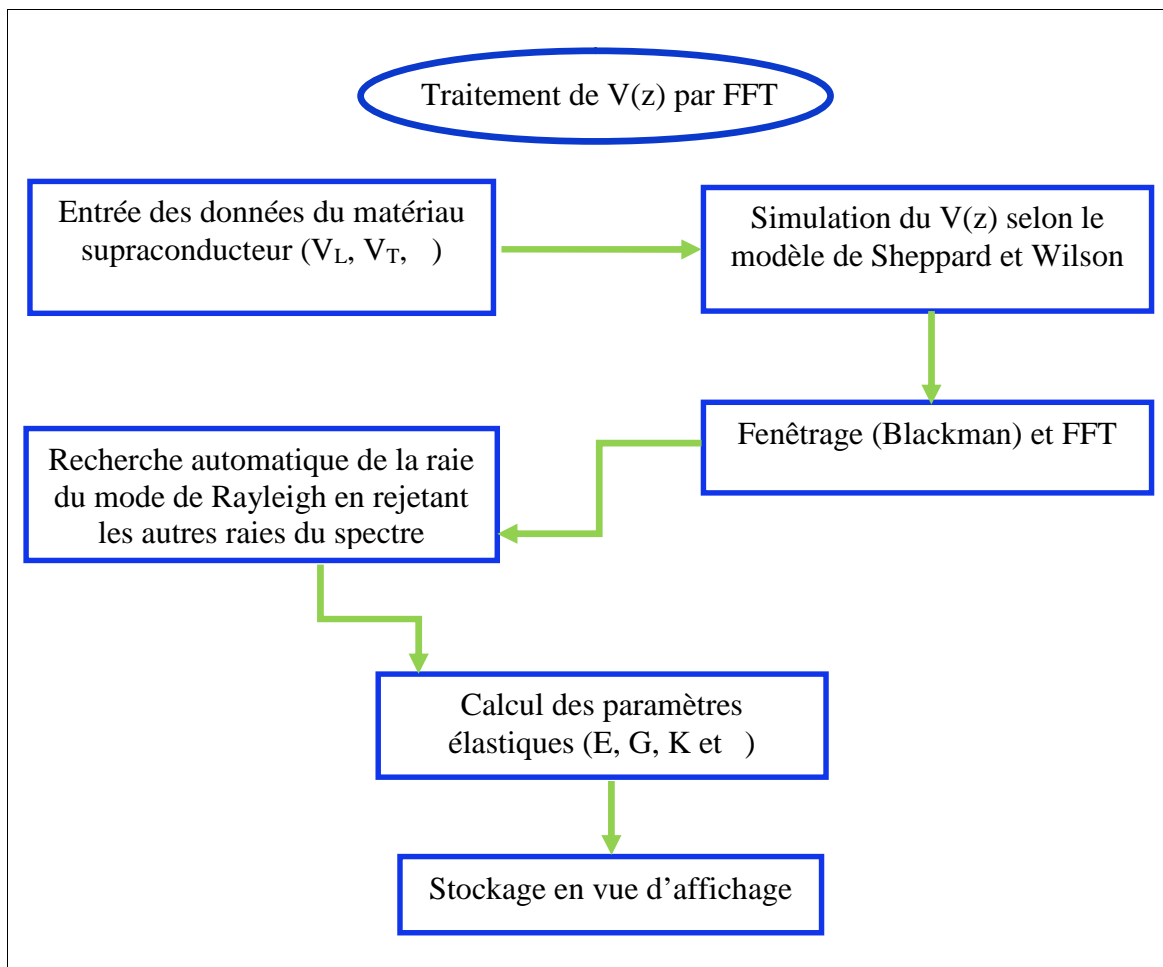 Traitement de V(z) par FFT
Entrée des données du matériau
supraconducteur (V_L, V_T, )
Simulation du V(z) selon le
modèle de Sheppard et Wilson
Fenêtrage (Blackman) et FFT
Recherche automatique de la raie
du mode de Rayleigh en rejetant
les autres raies du spectre
Calcul des paramètres
élastiques (E, G, K et )
Stockage en vue d’affichage